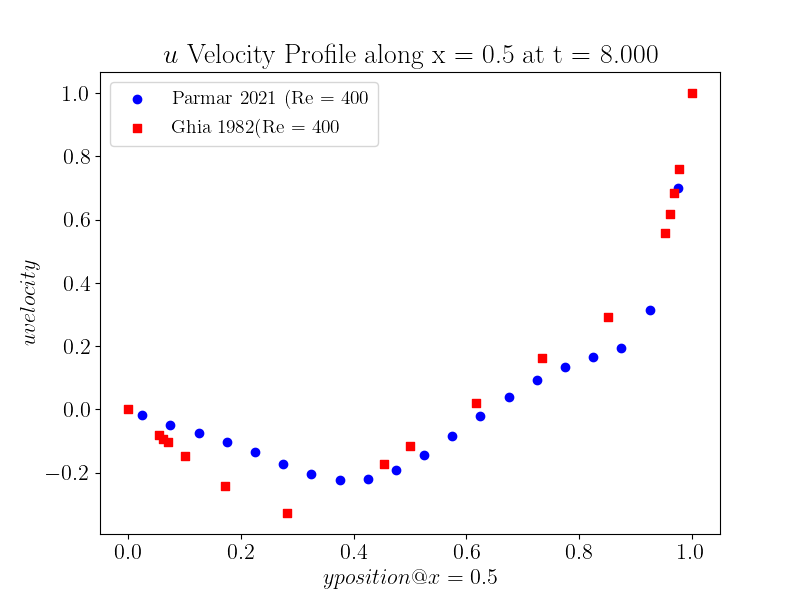 u Velocity Profile along x = 0.5 at t = 8.000
Parmar 2021 (Re = 400
Ghia 1982(Re = 400
1.0
0.8
0.6
0.4
0.2
0.0
−0.2
uvelocity
0.0 0.2 0.4 0.6 0.8 1.0
yposition@x = 0.5